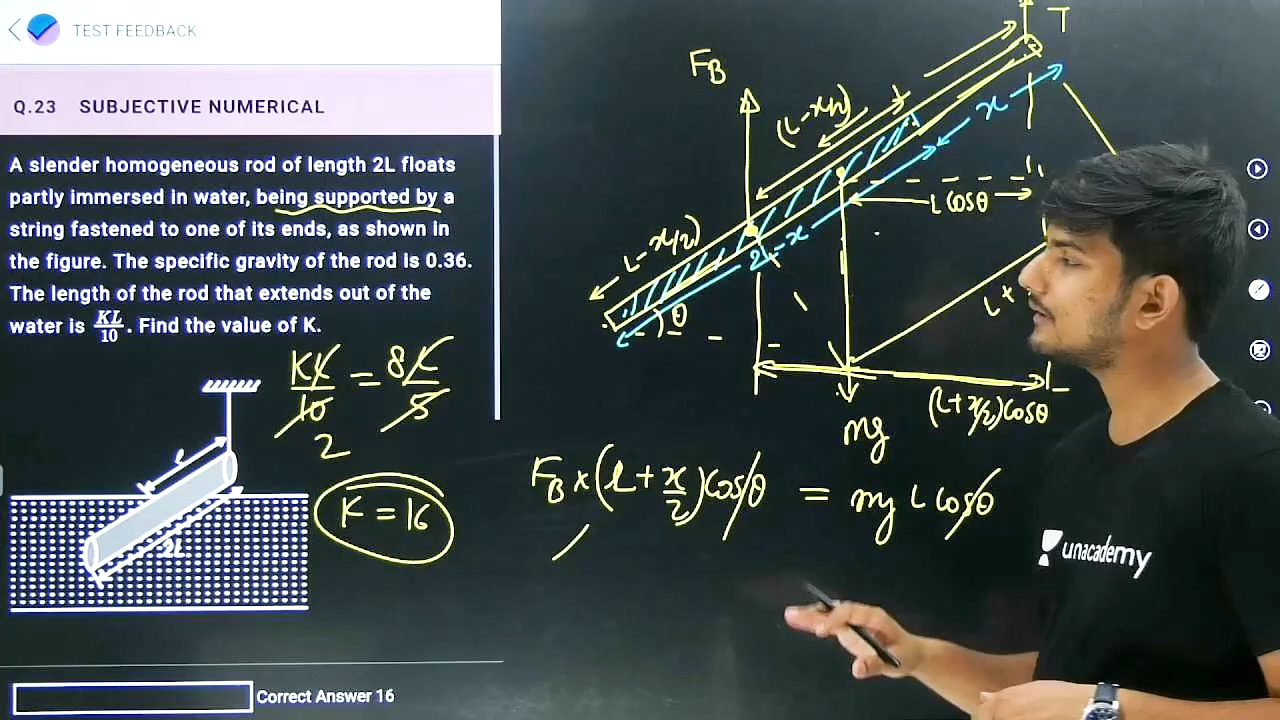 TEST FEEDBACK
Q.23 SUBJECTIVE NUMERICAL
A slender homogeneous rod of length 2L floats
partly immersed in water, being supported by a
string fastened to one of its ends, as shown in
the figure. The specific gravity of the rod is 0.36.
The length of the rod that extends out of the
water is KL/10. Find the value of K.
KL/10 = 8L/5
2
K = 16
L
2L
Correct Answer 16
T
F_B
(L-x/2)
x
L cosθ
L-x/2)
2L-x
θ
L+
(L+x/2)cosθ
mg
F_B × (L + x/2) cosθ = mg L cosθ
unacademy